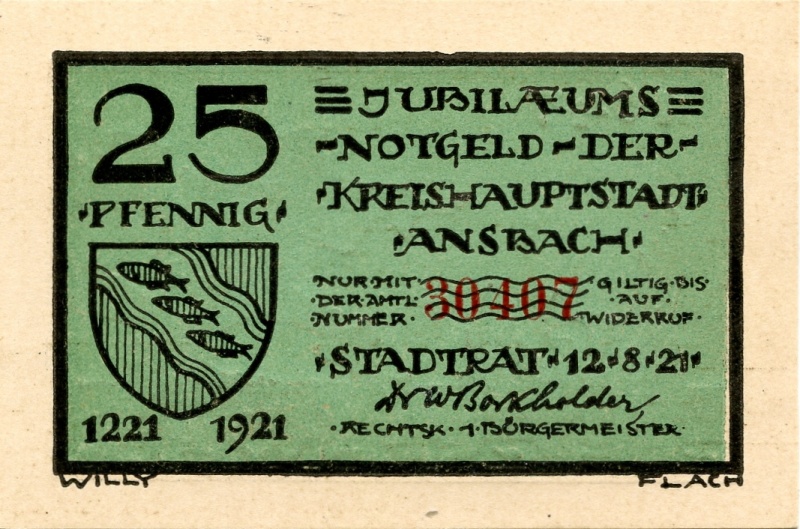 25
PFENNIG
1221 1921
JUBILÆUMS
NOTGELD DER
KREISHAUPTSTADT
ANSBACH
NUR MIT
DER AMTL
NUMMER
30407
GILTIG BIS
AUF
WIDERRUF
STADTRAT 12·8·21
Dr W Borkholder
RECHTSK·1·BÜRGERMEISTER
WILLY FLACH